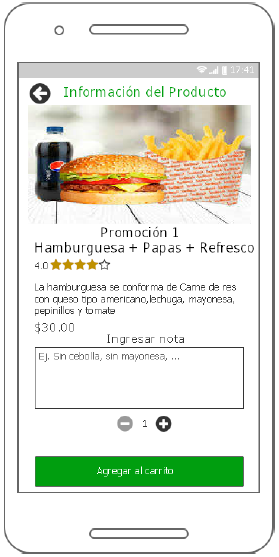 17:41
Información del Producto
Promoción 1
Hamburguesa + Papas + Refresco
4.0
La hamburguesa se conforma de Carne de res
con queso tipo americano,lechuga, mayonesa,
pepinillos y tomate
$30.00
Ingresar nota
Ej. Sin cebolla, sin mayonesa, ...
1
Agregar al carrito